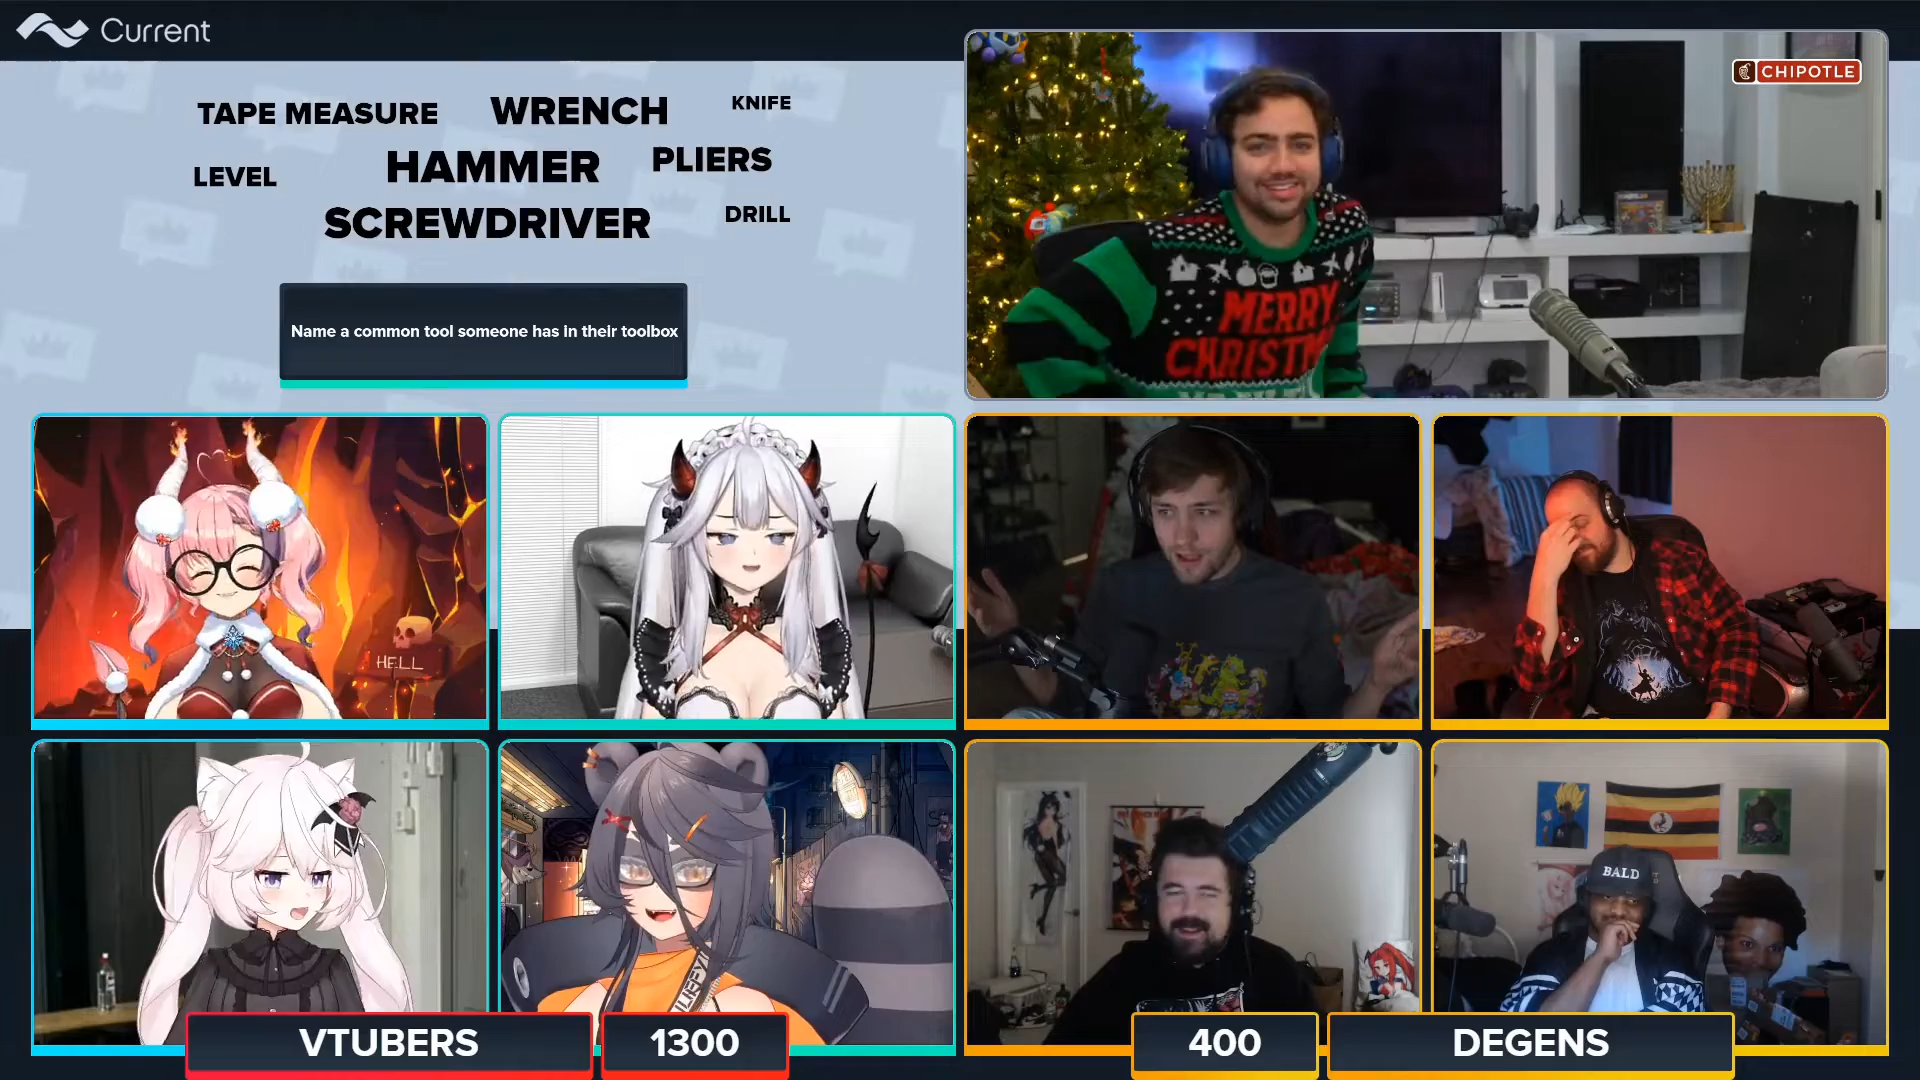 Current
CHIPOTLE
TAPE MEASURE WRENCH KNIFE
LEVEL HAMMER PLIERS
SCREWDRIVER DRILL
Name a common tool someone has in their toolbox
MERRY
HELL
BALD
VTUBERS 1300 400 DEGENS